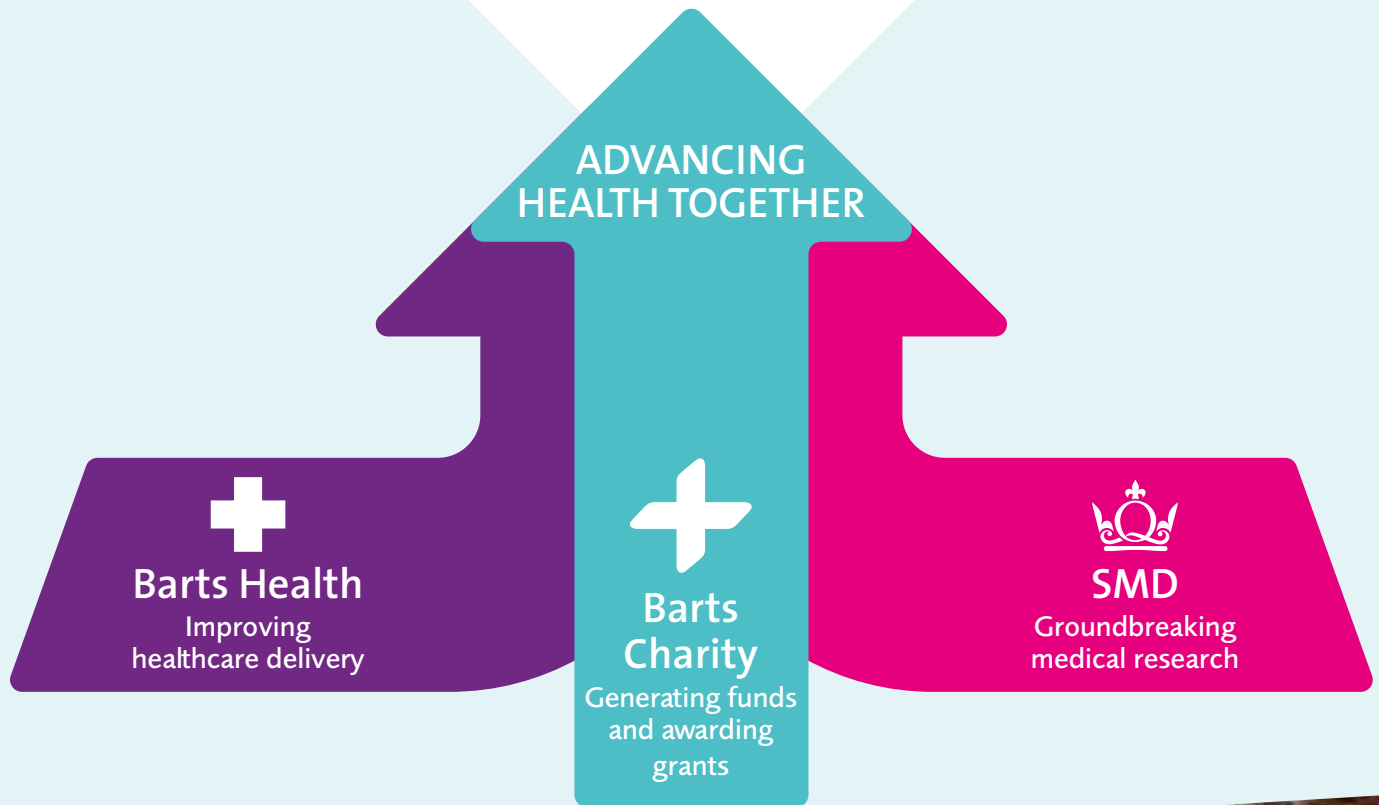 ADVANCING
HEALTH TOGETHER
Barts Health
Improving
healthcare delivery
Barts
Charity
Generating funds
and awarding
grants
SMD
Groundbreaking
medical research